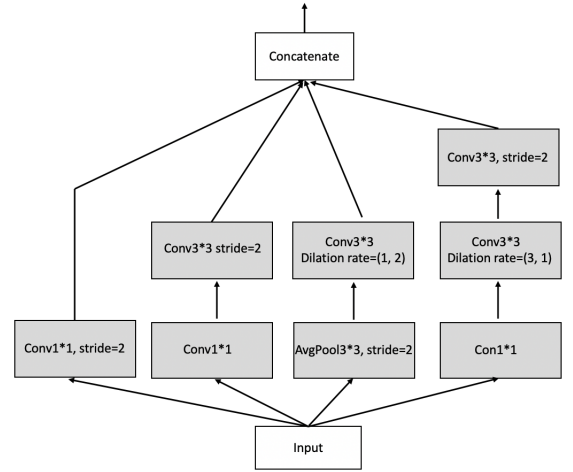 Concatenate
Conv3*3, stride=2
Conv3*3 stride=2
Conv3*3
Dilation rate=(1, 2)
Conv3*3
Dilation rate=(3, 1)
Conv1*1, stride=2
Conv1*1
AvgPool3*3, stride=2
Con1*1
Input